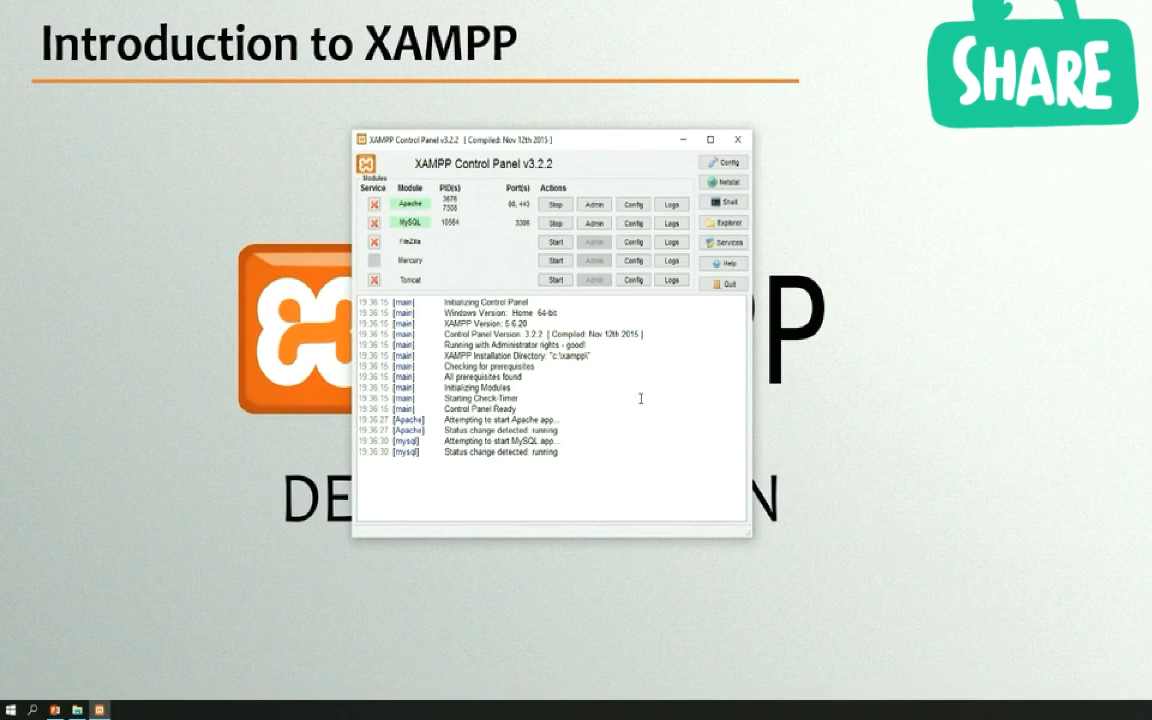 Introduction to XAMPP
SHARE
XAMPP Control Panel v3.2.2 [ Compiled: Nov 12th 2015 ]
XAMPP Control Panel v3.2.2
Config
Modules
Service Module PID(s) Port(s) Actions
Netstat
Apache 3676 7308 80, 443 Stop Admin Config Logs
Shell
MySQL 10584 3306 Stop Admin Config Logs
Explorer
FileZilla Start Admin Config Logs
Services
Mercury Start Admin Config Logs
Help
Tomcat Start Admin Config Logs
Quit
19:36:15 [main] Initializing Control Panel
19:36:15 [main] Windows Version: Home 64-bit
19:36:15 [main] XAMPP Version: 5.6.20
19:36:15 [main] Control Panel Version: 3.2.2 [ Compiled: Nov 12th 2015 ]
19:36:15 [main] Running with Administrator rights - good!
19:36:15 [main] XAMPP Installation Directory: "c:\xampp\"
19:36:15 [main] Checking for prerequisites
19:36:15 [main] All prerequisites found
19:36:15 [main] Initializing Modules
19:36:15 [main] Starting Check-Timer
19:36:15 [main] Control Panel Ready
19:36:27 [Apache] Attempting to start Apache app...
19:36:27 [Apache] Status change detected: running
19:36:30 [mysql] Attempting to start MySQL app...
19:36:30 [mysql] Status change detected: running
P
DE
N